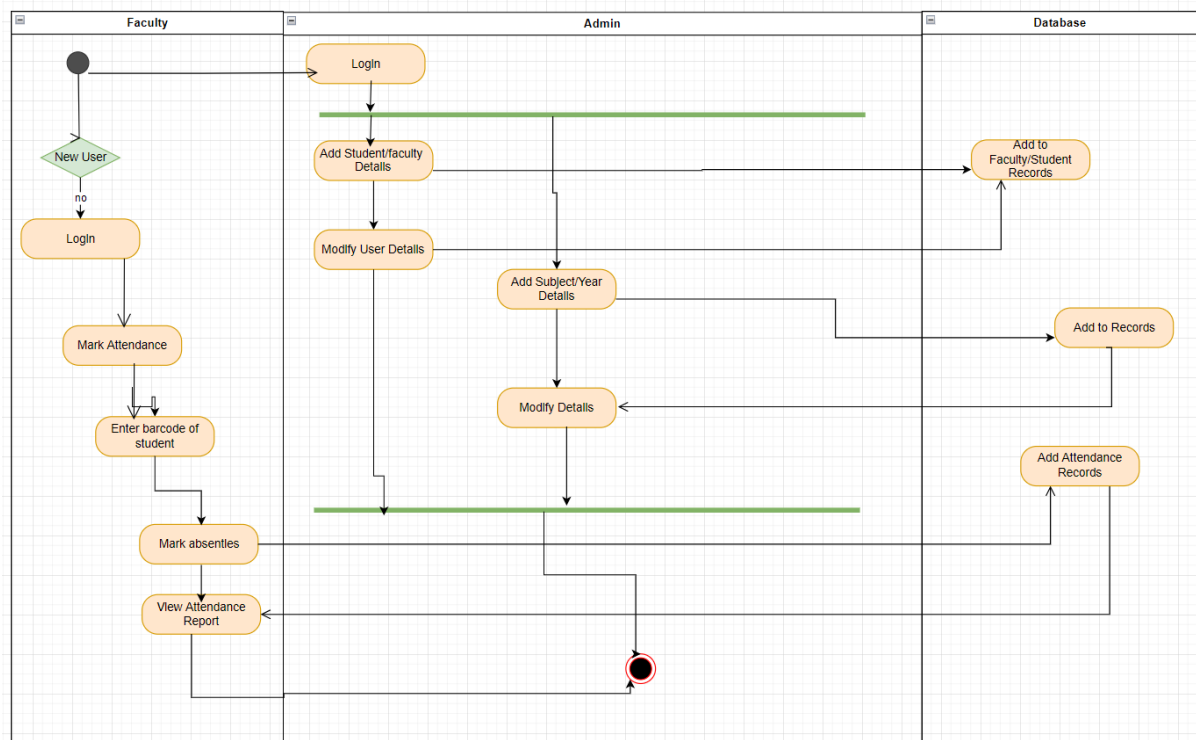 Faculty
Admin
Database
LogIn
New User
no
LogIn
Add Student/faculty
Details
Add to
Faculty/Student
Records
Modify User Details
Add Subject/Year
Details
Mark Attendance
Add to Records
Modify Details
Enter barcode of
student
Add Attendance
Records
Mark absentIes
VIew Attendance
Report